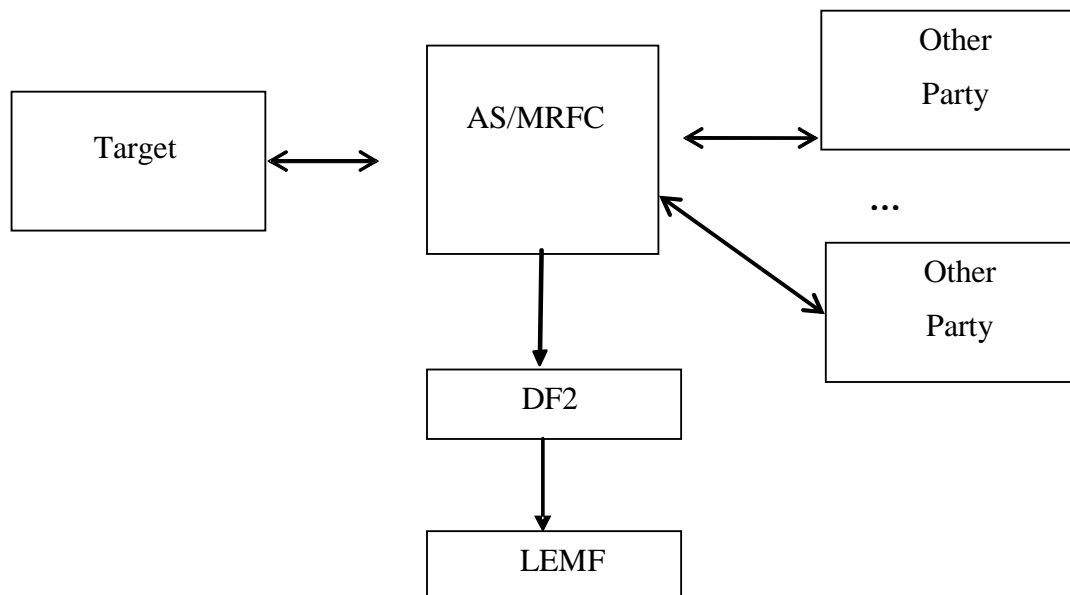 Target
AS/MRFC
Other
Party
...
Other
Party
DF2
LEMF